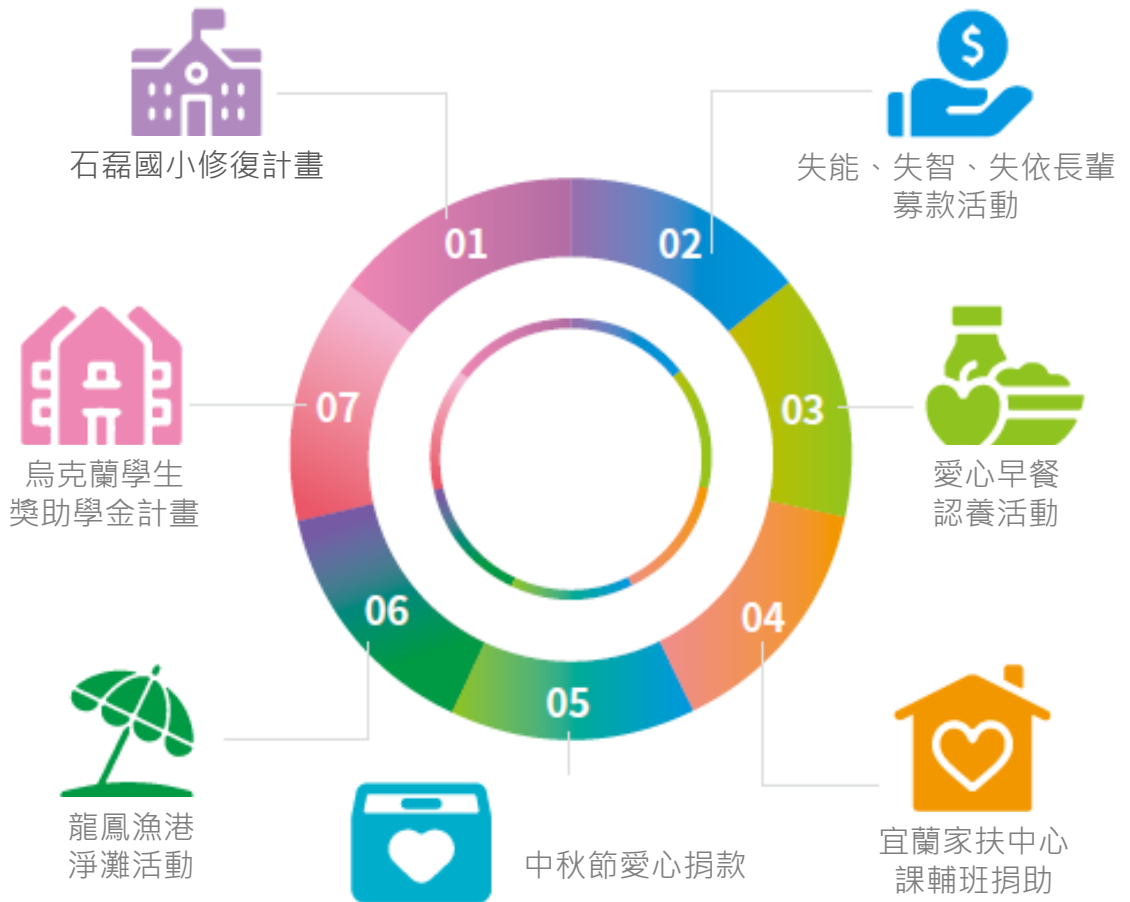 石磊國小修復計畫
01
失能、失智、失依長輩
募款活動
02
愛心早餐
認養活動
03
宜蘭家扶中心
課輔班捐助
04
中秋節愛心捐款
05
龍鳳漁港
淨灘活動
06
烏克蘭學生
獎助學金計畫
07
$